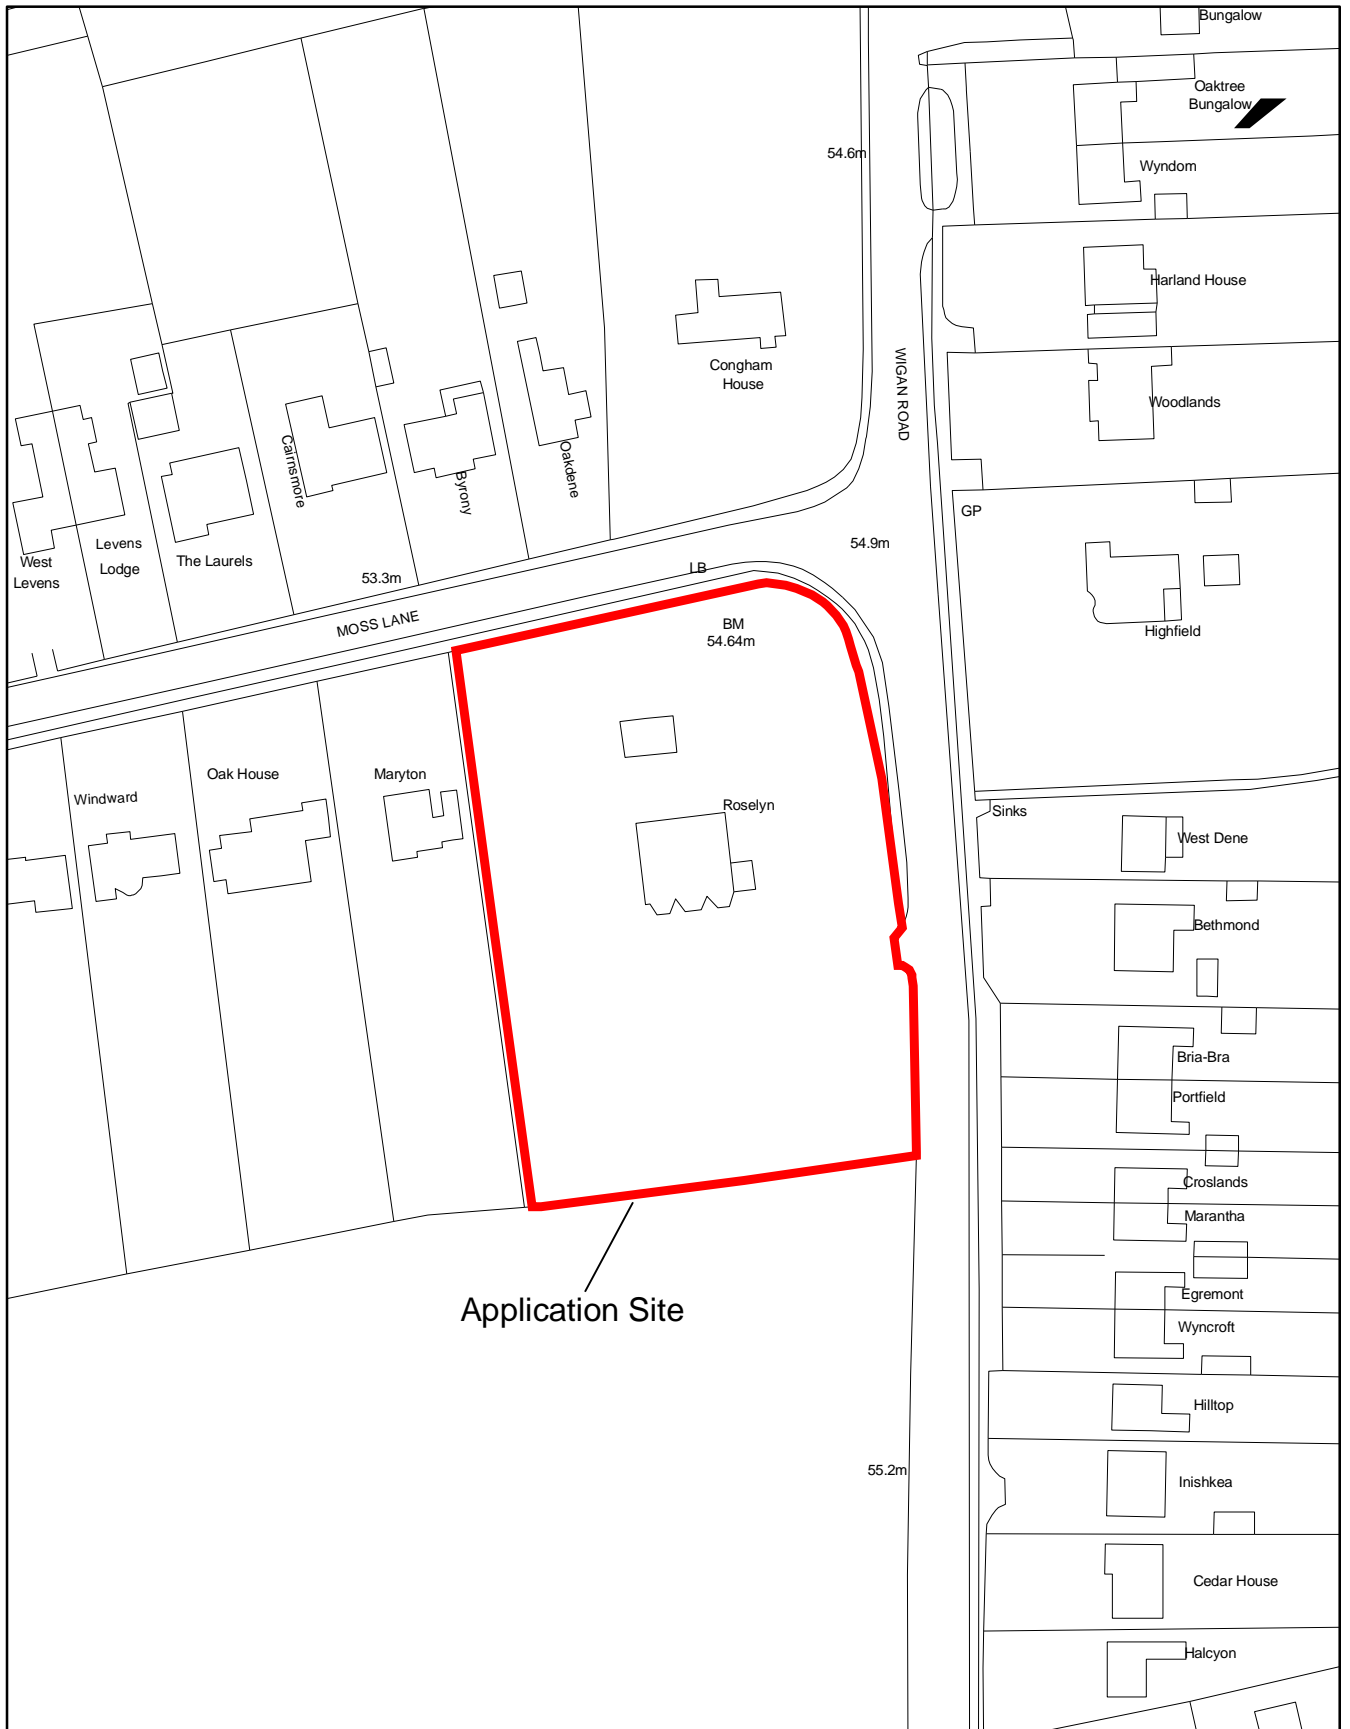 Bungalow
Oaktree
Bungalow
54.6m
Wyndom
Harland House
WIGAN ROAD
Congham
House
Woodlands
Cairnsmore
Byrony
Oakdene
GP
54.9m
West
Levens
Levens
Lodge
The Laurels
53.3m
LB
MOSS LANE
BM
54.64m
Highfield
Windward
Oak House
Maryton
Roselyn
Sinks
West Dene
Bethmond
Bria-Bra
Portfield
Croslands
Marantha
Application Site
Egremont
Wyncroft
Hilltop
55.2m
Inishkea
Cedar House
Halcyon